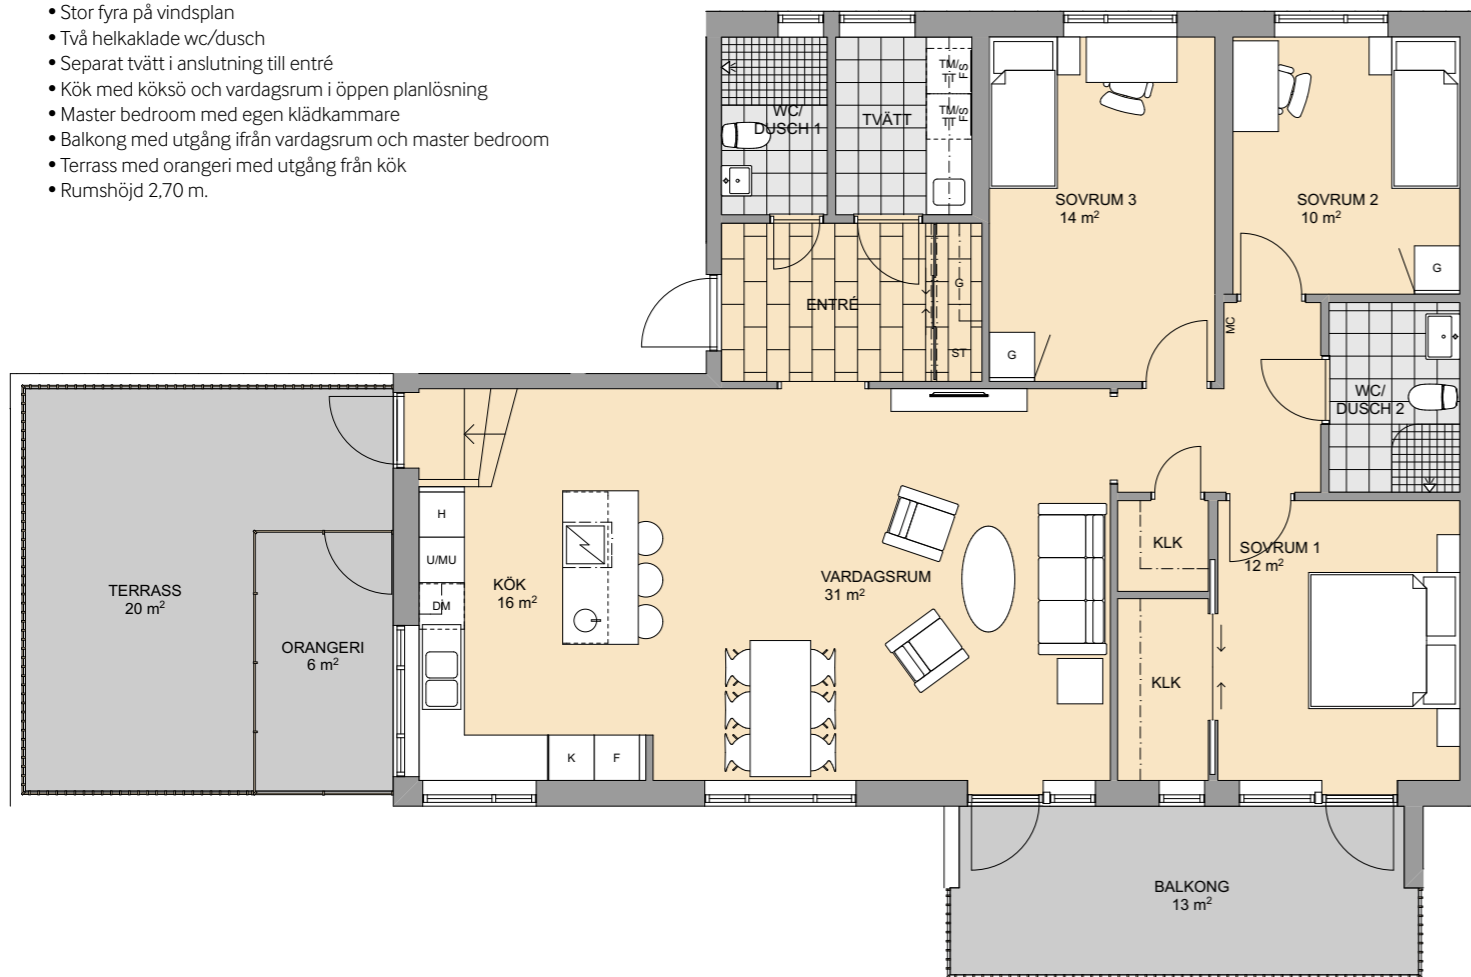 • Stor fyra på vindsplan
• Två helkaklade wc/dusch
• Separat tvätt i anslutning till entré
• Kök med köksö och vardagsrum i öppen planlösning
• Master bedroom med egen klädkammare
• Balkong med utgång ifrån vardagsrum och master bedroom
• Terrass med orangeri med utgång från kök
• Rumshöjd 2,70 m.
WC/
DUSCH 1
TVÄTT
TM/
TT
FS
TM/
TT
FS
SOVRUM 3
14 m²
SOVRUM 2
10 m²
G
ENTRÉ
G
ST
G
MC
WC/
DUSCH 2
H
U/MU
DM
KÖK
16 m²
VARDAGSRUM
31 m²
KLK
SOVRUM 1
12 m²
TERRASS
20 m²
ORANGERI
6 m²
KLK
K
F
BALKONG
13 m²